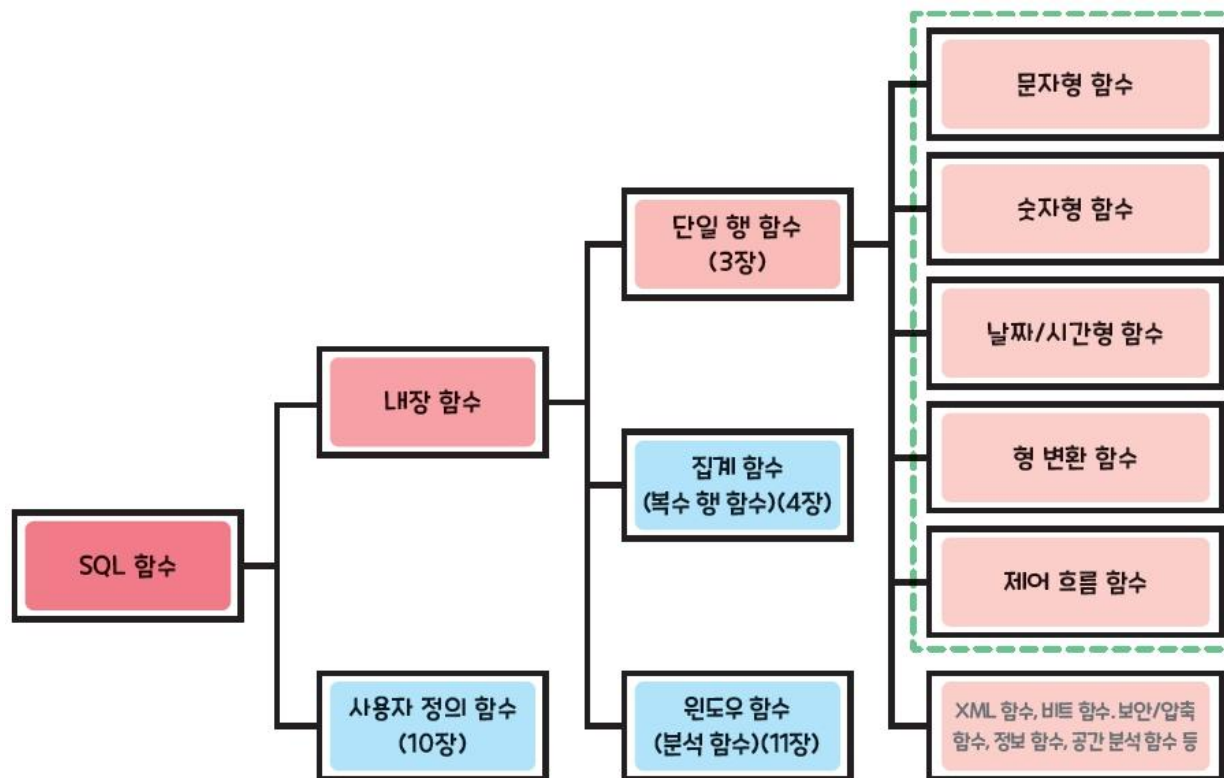 문자형 함수
숫자형 함수
단일 행 함수
(3장)
날짜/시간형 함수
내장 함수
형 변환 함수
집계 함수
(복수 행 함수)(4장)
SQL 함수
제어 흐름 함수
사용자 정의 함수
(10장)
윈도우 함수
(분석 함수)(11장)
XML 함수, 비트 함수. 보안/압축
함수, 정보 함수, 공간 분석 함수 등